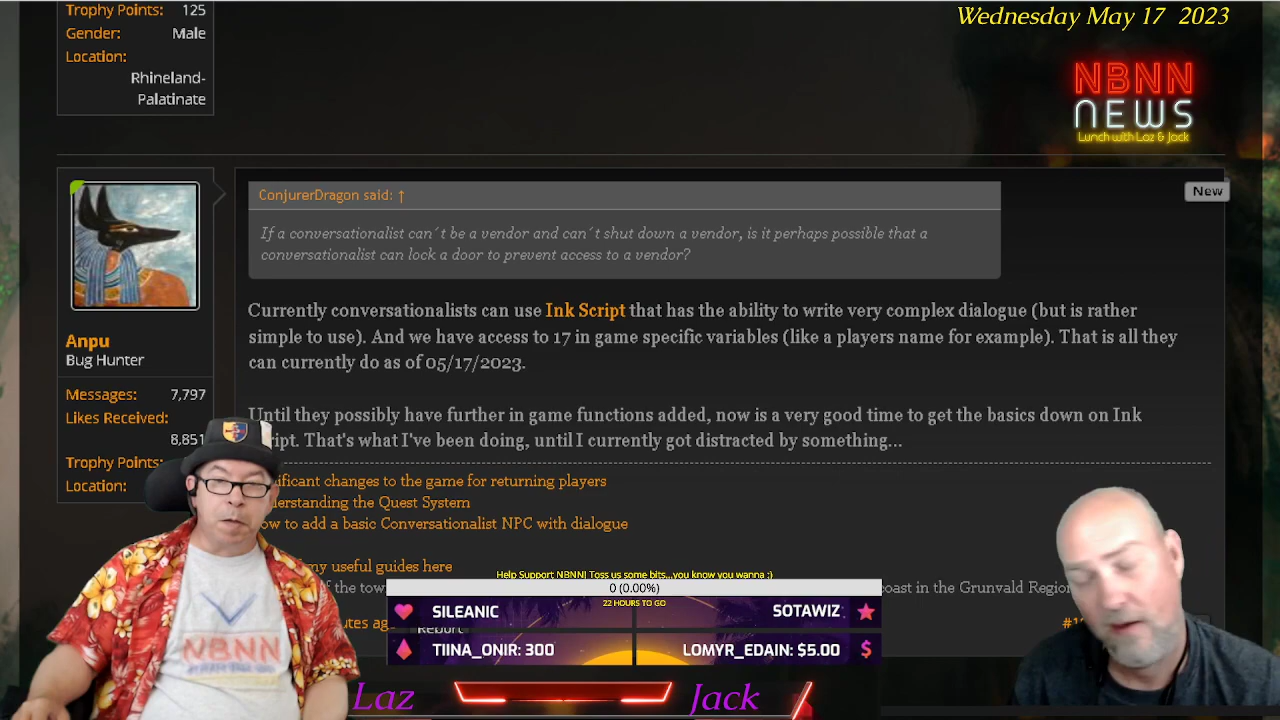 Trophy Points: 125
Gender: Male
Location:
Rhineland-
Palatinate
Wednesday May 17 2023
NBNN
NEWS
Lunch with Laz & Jack
ConjurerDragon said: ↑
New
If a conversationalist can´t be a vendor and can´t shut down a vendor, is it perhaps possible that a
conversationalist can lock a door to prevent access to a vendor?
Currently conversationalists can use Ink Script that has the ability to write very complex dialogue (but is rather
simple to use). And we have access to 17 in game specific variables (like a players name for example). That is all they
can currently do as of 05/17/2023.
Anpu
Bug Hunter
Messages: 7,797
Likes Received:
8,851
Trophy Points:
Location:
Until they possibly have further in game functions added, now is a very good time to get the basics down on Ink
That's what I've been doing, until I currently got distracted by something...
changes to the game for returning players
the Quest System
to add a basic Conversationalist NPC with dialogue
my useful guides here
the in the Grunvald
Help Support NBNN! Toss us some bits...you know you wanna :)
0 (0.00%)
22 HOURS TO GO
SILEANIC
SOTAWIZ
Report
TIINA_ONIR: 300
LOMYR_EDAIN: $5.00
NBNN
Laz
Jack